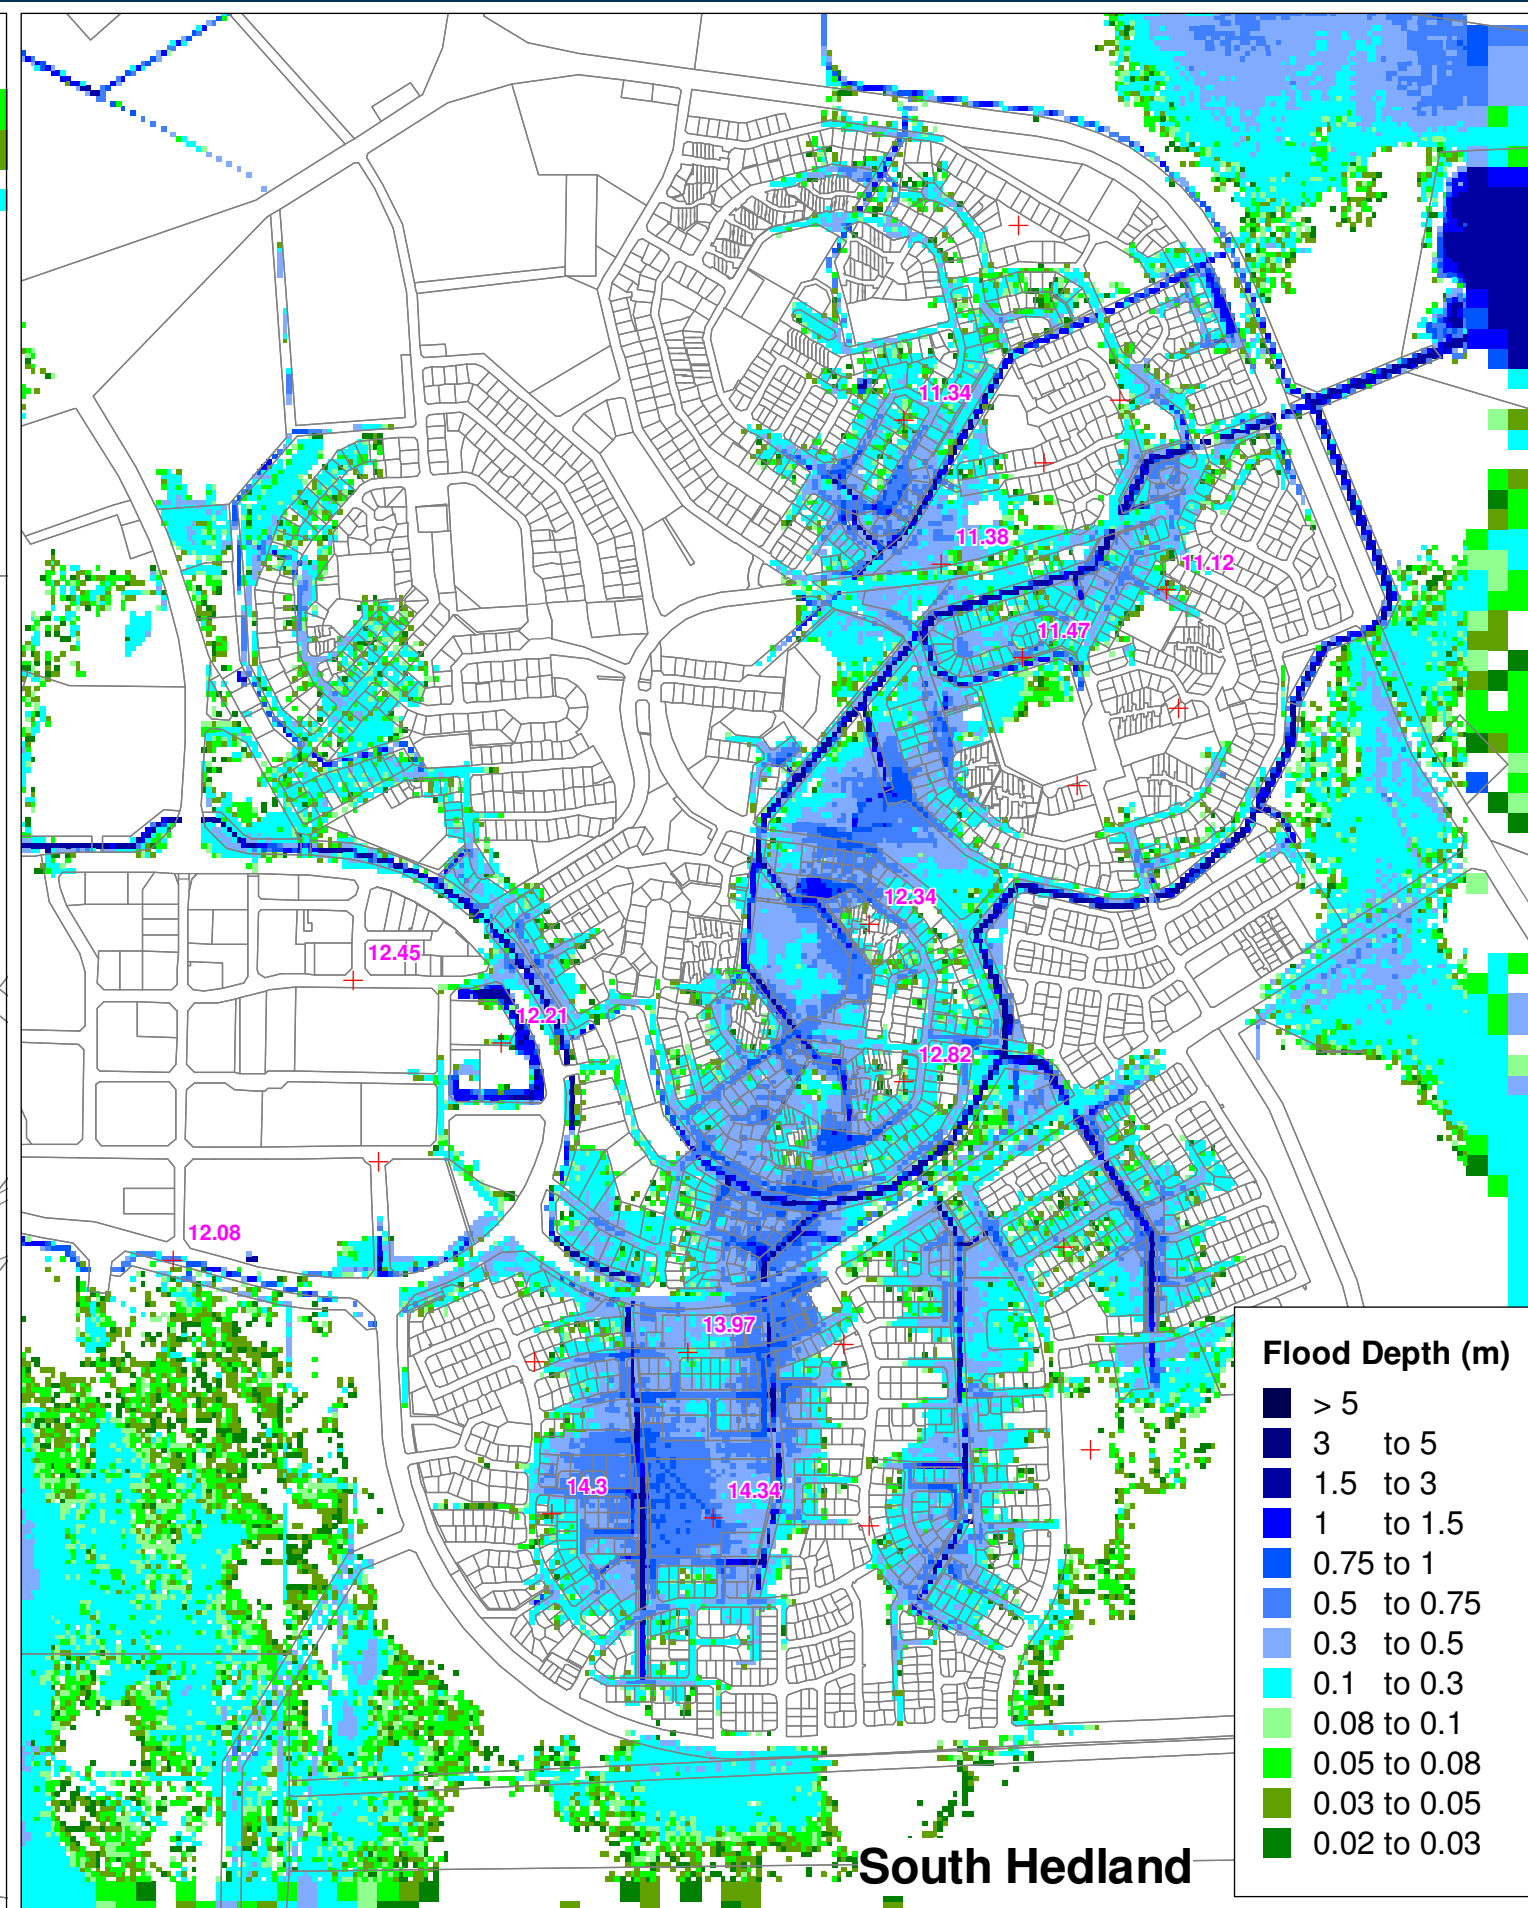 11.34
11.38
11.12
11.47
12.34
12.45
12.21
12.82
12.08
13.97
14.3
14.34
Flood Depth (m)
> 5
3 to 5
1.5 to 3
1 to 1.5
0.75 to 1
0.5 to 0.75
0.3 to 0.5
0.1 to 0.3
0.08 to 0.1
0.05 to 0.08
0.03 to 0.05
0.02 to 0.03
South Hedland